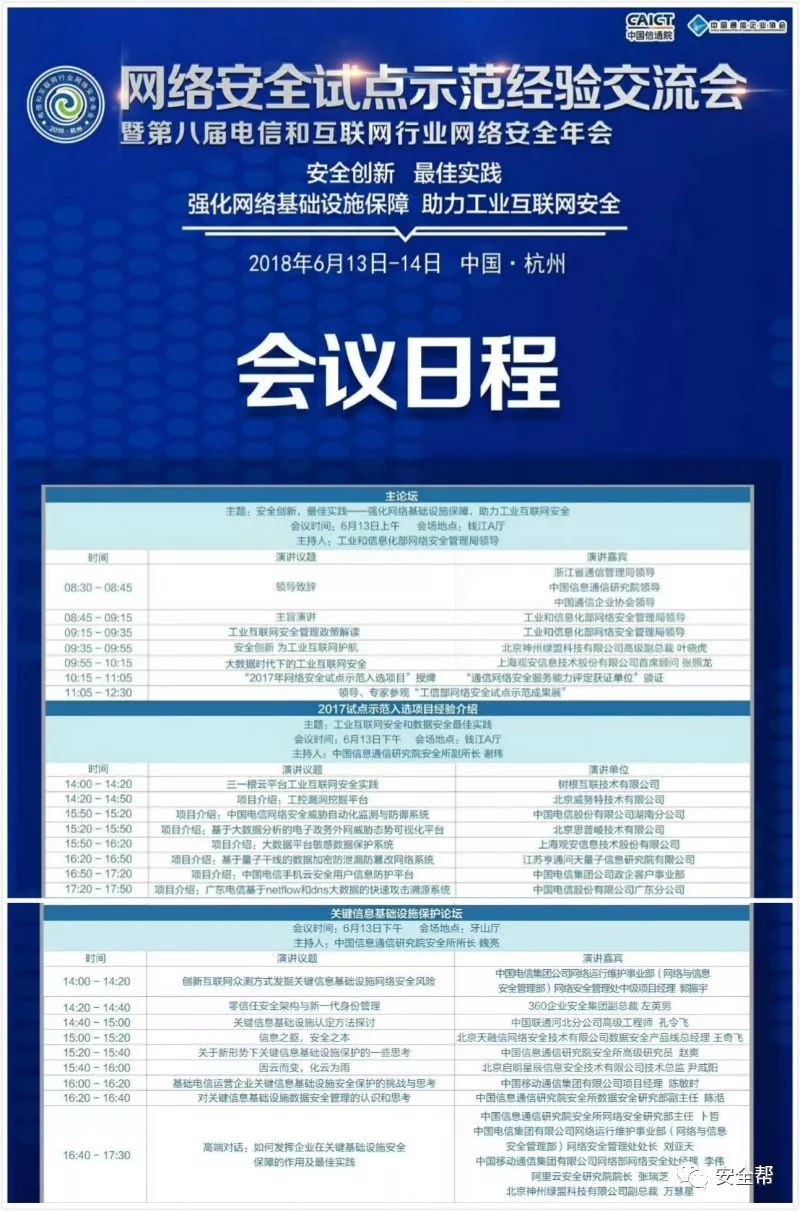 CAICT
中国信通院
中国通信企业协会
网络安全试点示范经验交流会
暨第八届电信和互联网行业网络安全年会
2018·杭州
安全创新 最佳实践
强化网络基础设施保障 助力工业互联网安全
2018年6月13日-14日 中国·杭州
会议日程
主论坛
主题：安全创新，最佳实践——强化网络基础设施保障，助力工业互联网安全
会议时间：6月13日上午 会场地点：钱江A厅
主持人：工业和信息化部网络安全管理局领导
时间 演讲议题 演讲嘉宾
浙江省通信管理局领导
08:30 - 08:45 领导致辞 中国信息通信研究院领导
中国通信企业协会领导
08:45 - 09:15 主旨演讲 工业和信息化部网络安全管理局领导
09:15 - 09:35 工业互联网安全管理政策解读 工业和信息化部网络安全管理局领导
09:35 - 09:55 安全创新 为工业互联网护航 北京神州绿盟科技有限公司高级副总裁 叶晓虎
09:55 - 10:15 大数据时代下的工业互联网安全 上海观安信息技术股份有限公司首席顾问 张照龙
10:15 - 11:05 “2017年网络安全试点示范入选项目”授牌 “通信网络安全服务能力评定获证单位”颁证
11:05 - 12:30 领导、专家参观“工信部网络安全试点示范成果展”
2017试点示范入选项目经验介绍
主题：工业互联网安全和数据安全最佳实践
会议时间：6月13日下午 会场地点：钱江A厅
主持人：中国信息通信研究院安全所副所长 谢玮
时间 演讲议题 演讲单位
14:00 - 14:20 三一根云平台工业互联网安全实践 树根互联技术有限公司
14:20 - 14:50 项目介绍：工控漏洞挖掘平台 北京威努特技术有限公司
15:50 - 15:20 项目介绍：中国电信网络安全威胁自动化监测与防御系统 中国电信股份有限公司湖南分公司
15:20 - 15:50 项目介绍：基于大数据分析的电子政务外网威胁态势可视化平台 北京思普崚技术有限公司
15:50 - 16:20 项目介绍：大数据平台敏感数据保护系统 上海观安信息技术股份有限公司
16:20 - 16:50 项目介绍：基于量子干线的数据加密防泄漏防篡改网络系统 江苏亨通问天量子信息研究院有限公司
16:50 - 17:20 项目介绍：中国电信手机云安全用户信息防护平台 中国电信集团公司政企客户事业部
17:20 - 17:50 项目介绍：广东电信基于netflow和dns大数据的快速攻击溯源系统 中国电信股份有限公司广东分公司
关键信息基础设施保护论坛
会议时间：6月13日下午 会场地点：牙山厅
主持人：中国信息通信研究院安全所所长 魏亮
时间 演讲议题 演讲嘉宾
14:00 - 14:20 创新互联网众测方式发掘关键信息基础设施网络安全风险 中国电信集团公司网络运行维护事业部（网络与信息
安全管理部）网络安全管理处中级项目经理 郭振宇
14:20 - 14:40 零信任安全架构与新一代身份管理 360企业安全集团副总裁 左英男
14:40 - 15:00 关键信息基础设施认定方法探讨 中国联通河北分公司高级工程师 孔令飞
15:00 - 15:20 信息之驱，安全之本 北京天融信网络安全技术有限公司数据安全产品线总经理 王奇飞
15:20 - 15:40 关于新形势下关键信息基础设施保护的一些思考 中国信息通信研究院安全所高级研究员 赵爽
15:40 - 16:00 因云而变，化云为雨 北京启明星辰信息安全技术有限公司技术总监 尹咸阳
16:00 - 16:20 基础电信运营企业关键信息基础设施安全保护的挑战与思考 中国移动通信集团有限公司项目经理 陈敏时
16:20 - 16:40 对关键信息基础设施数据安全管理的认识和思考 中国信息通信研究院安全所数据安全研究部副主任 陈湉
中国信息通信研究院安全所网络安全研究部主任 卜哲
中国电信集团有限公司网络运行维护事业部（网络与信息
16:40 - 17:30 高端对话：如何发挥企业在关键基础设施安全 安全管理部）网络安全管理处处长 刘亚天
保障的作用及最佳实践 中国移动通信集团有限公司网络部网络安全处经理 李伟
阿里云安全研究院院长 张瑞芝
北京神州绿盟科技有限公司副总裁 万慧星
安全帮